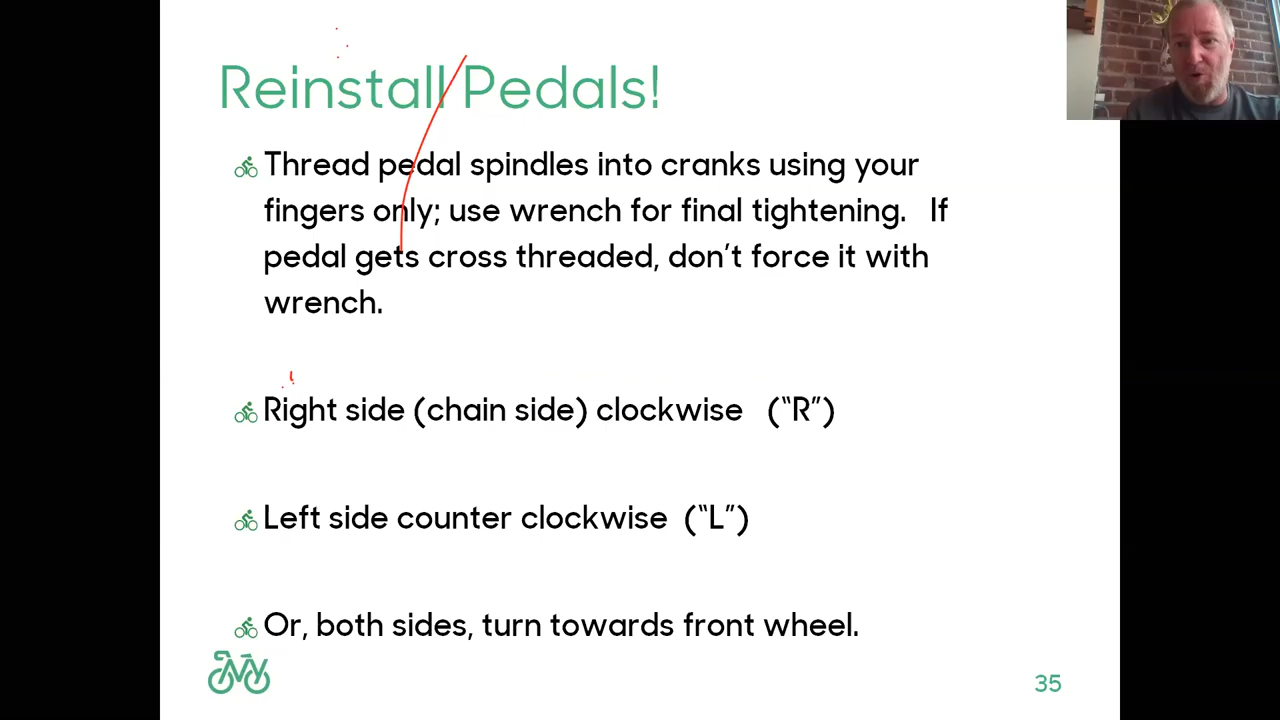 Reinstall Pedals!
Thread pedal spindles into cranks using your
fingers only; use wrench for final tightening. If
pedal gets cross threaded, don’t force it with
wrench.
Right side (chain side) clockwise (“R”)
Left side counter clockwise (“L”)
Or, both sides, turn towards front wheel.
35